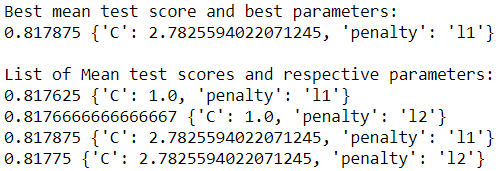 Best mean test score and best parameters:
0.817875 {'C': 2.7825594022071245, 'penalty': 'l1'}
List of Mean test scores and respective parameters:
0.817625 {'C': 1.0, 'penalty': 'l1'}
0.8176666666666667 {'C': 1.0, 'penalty': 'l2'}
0.817875 {'C': 2.7825594022071245, 'penalty': 'l1'}
0.81775 {'C': 2.7825594022071245, 'penalty': 'l2'}